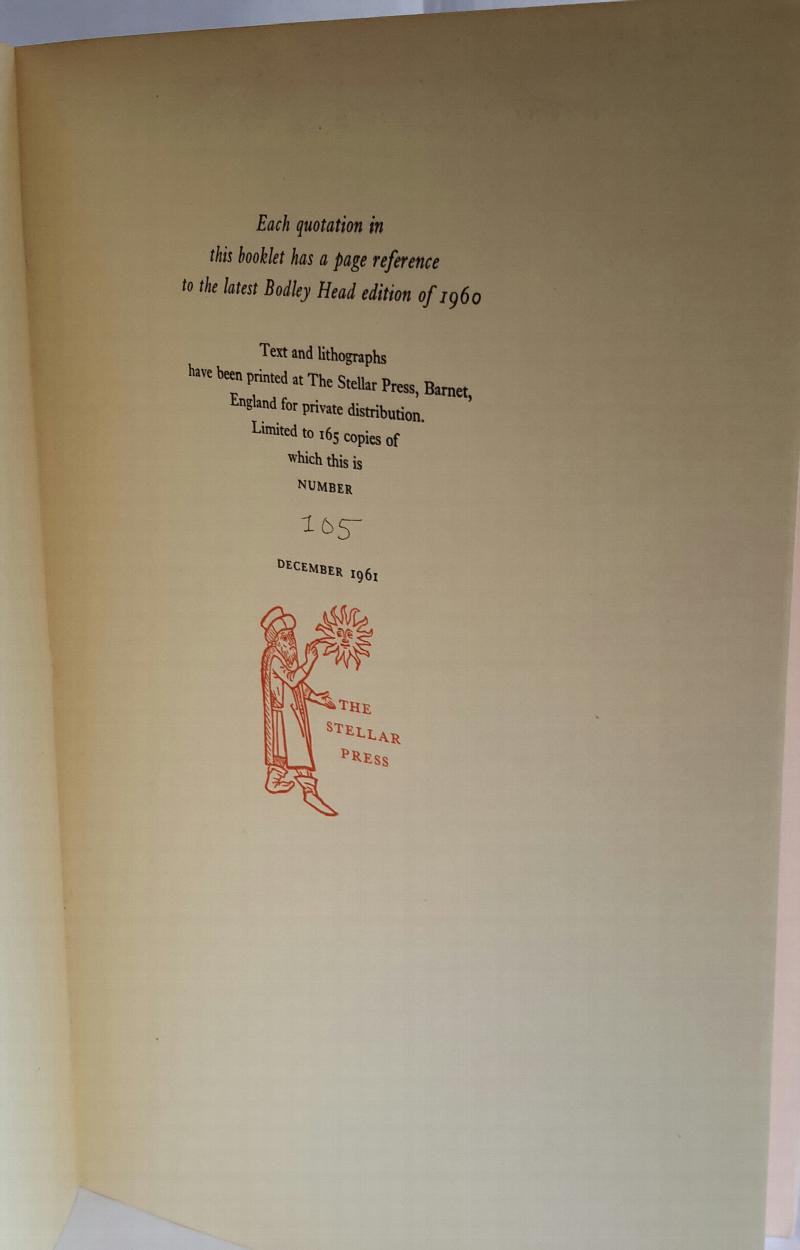 Each quotation in
this booklet has a page reference
to the latest Bodley Head edition of 1960
Text and lithographs
have been printed at The Stellar Press, Barnet,
England for private distribution.
Limited to 165 copies of
which this is
NUMBER
105
DECEMBER 1961
THE
STELLAR
PRESS